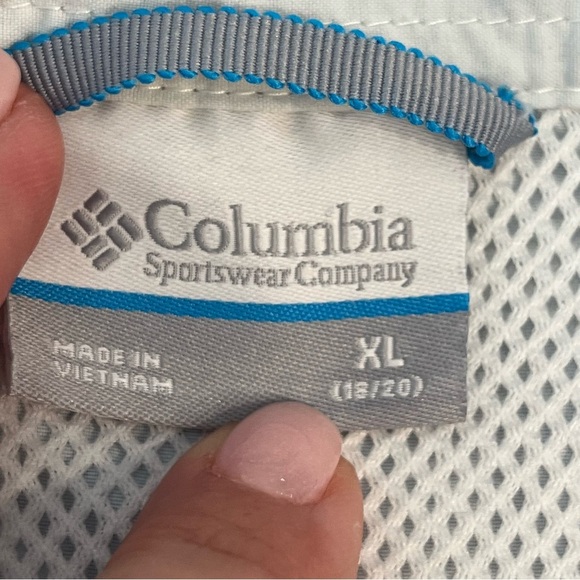 Columbia
Sportswear Company
MADE IN
VIETNAM
XL
(18/20)